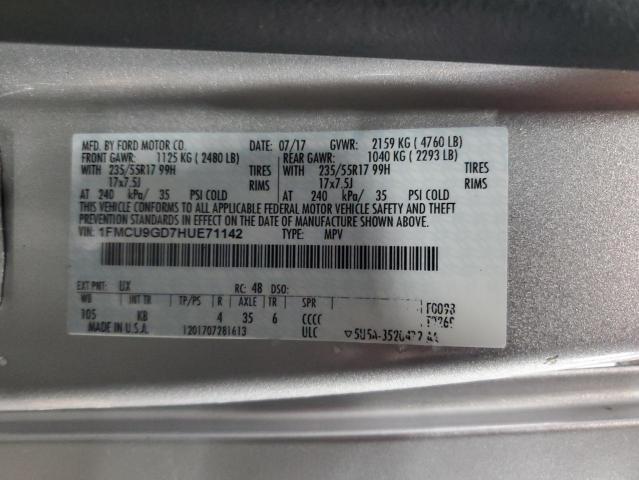 MFD. BY FORD MOTOR CO. DATE: 07/17 GVWR: 2159 KG (4760 LB)
FRONT GAWR: 1125 KG (2480 LB) REAR GAWR: 1040 KG (2293 LB)
WITH 235/55R17 99H TIRES WITH 235/55R17 99H TIRES
17x7.5J RIMS 17x7.5J RIMS
AT 240 kPa/ 35 PSI COLD AT 240 kPa/ 35 PSI COLD
THIS VEHICLE CONFORMS TO ALL APPLICABLE FEDERAL MOTOR VEHICLE SAFETY AND THEFT
PREVENTION STANDARDS IN EFFECT ON THE DATE OF MANUFACTURE SHOWN ABOVE.
VIN: 1FMCU9GD7HUE71142 TYPE: MPV
EXT PNT: UX RC: 48 DSO:
WB INT TR TP/PS R AXLE TR SPR
105 KB 4 35 6 CCCC
MADE IN U.S.A. 1201707281613 ULC